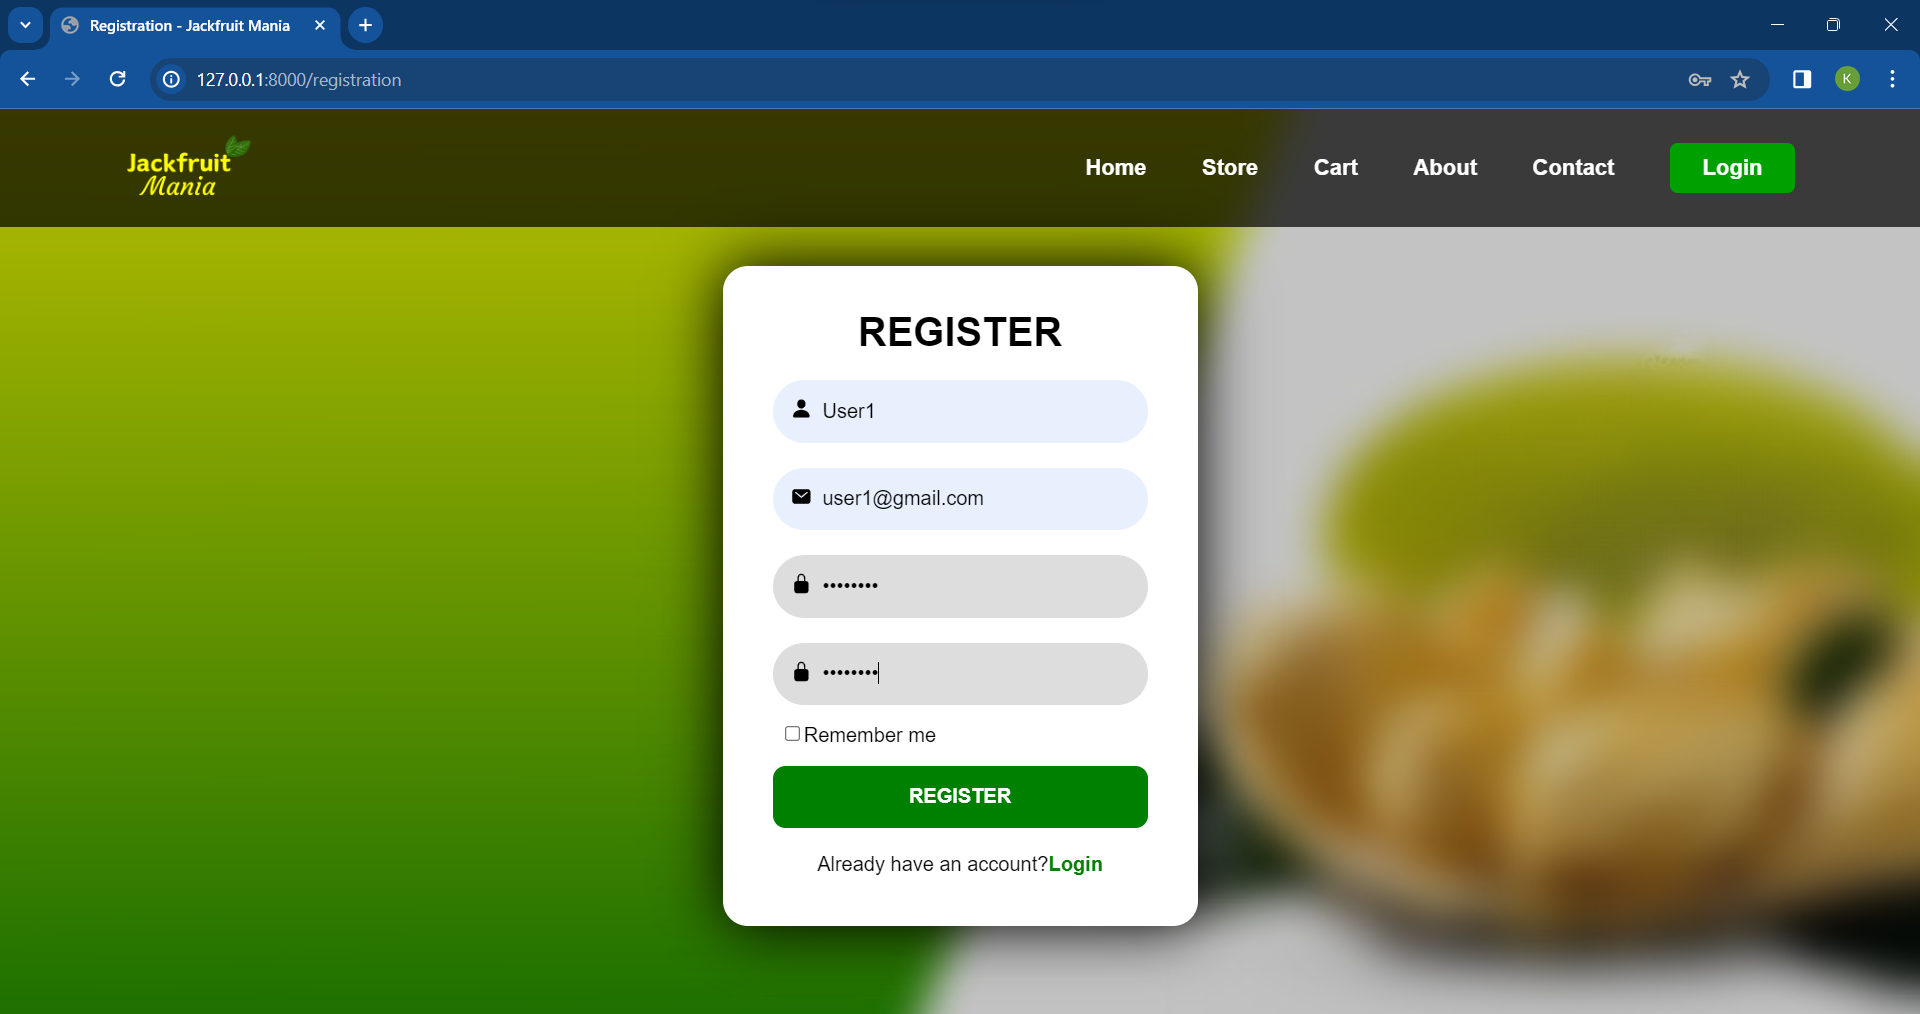 Registration - Jackfruit Mania
127.0.0.1:8000/registration
K
Jackfruit
Mania
Home Store Cart About Contact Login
REGISTER
User1
user1@gmail.com
••••••••
••••••••
Remember me
REGISTER
Already have an account?Login